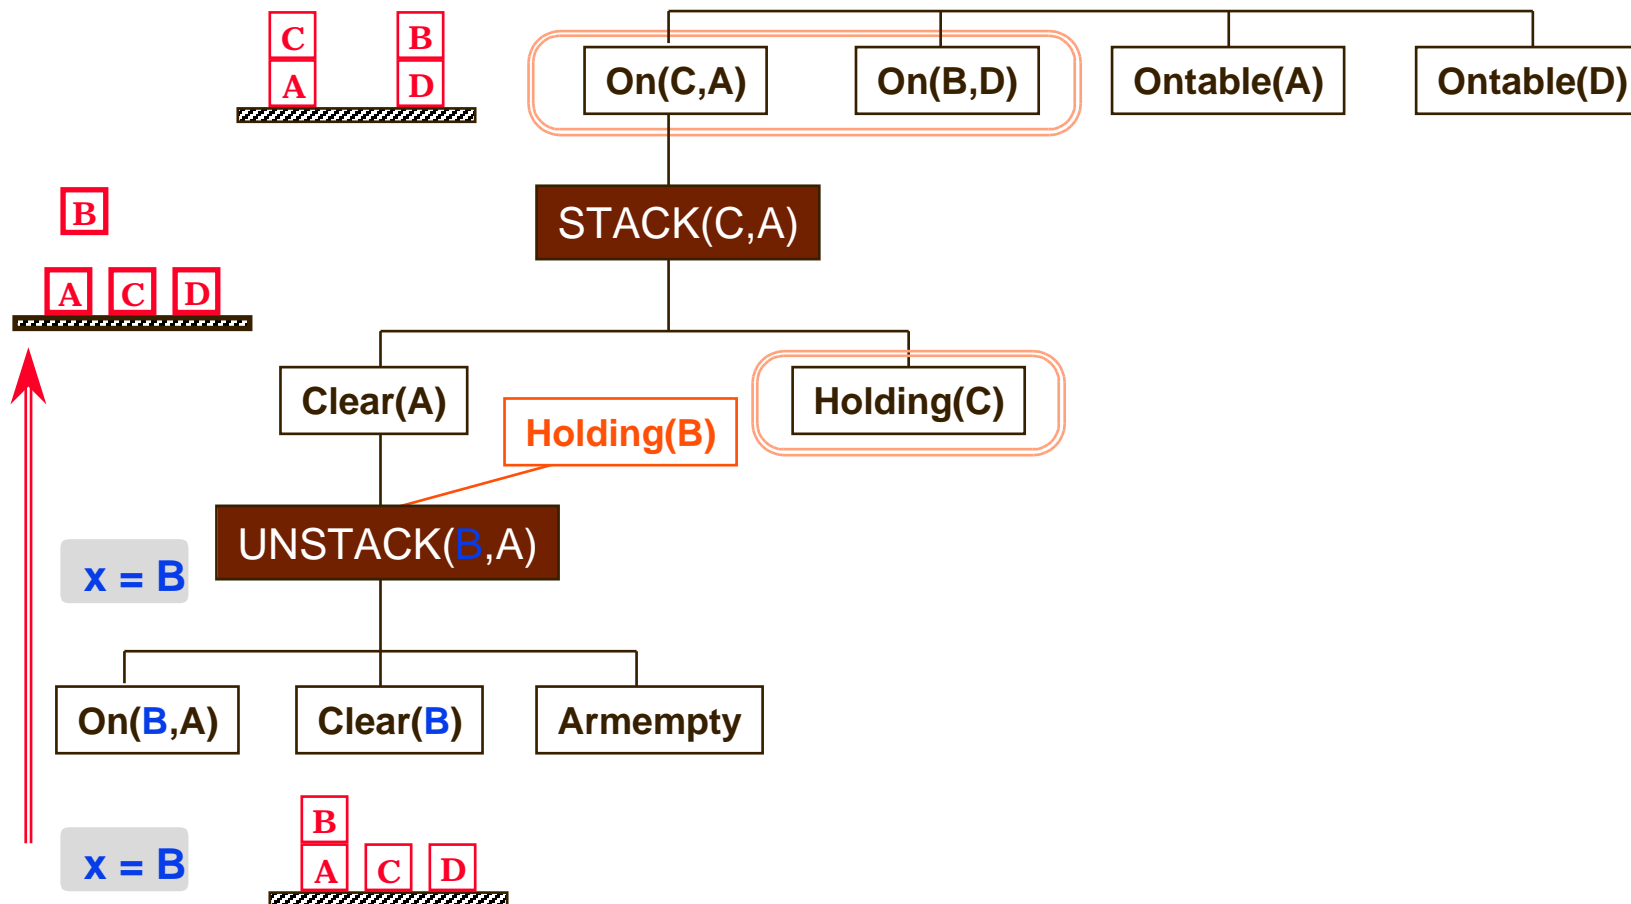 C B
A D
On(C,A) On(B,D) Ontable(A) Ontable(D)
B
STACK(C,A)
A C D
Clear(A) Holding(C)
Holding(B)
UNSTACK(B,A)
x = B
On(B,A) Clear(B) Armempty
B
A C D
x = B